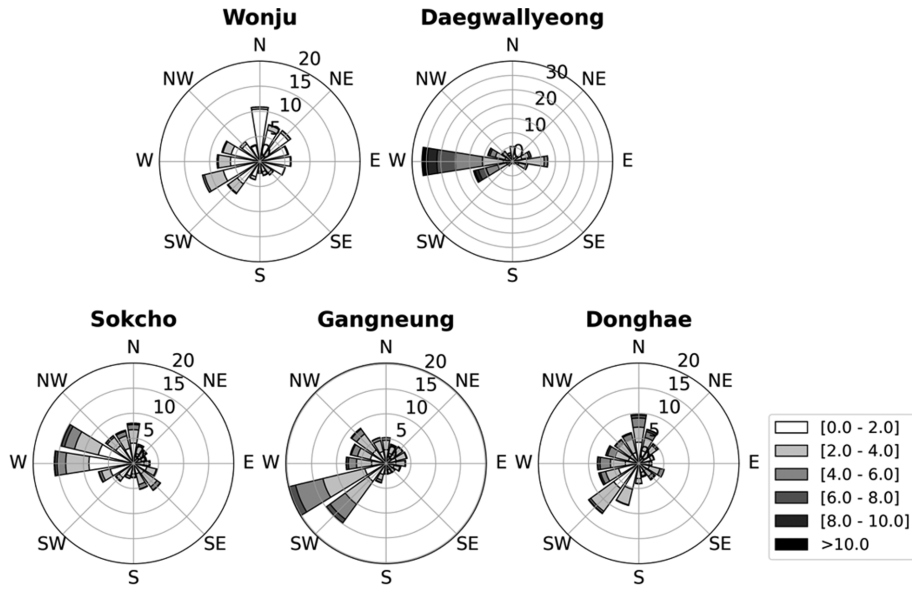 Wonju
N
NE
E
SE
S
SW
W
NW
0
5
10
15
20
Daegwallyeong
N
NE
E
SE
S
SW
W
NW
0
10
20
30
Sokcho
N
NE
E
SE
S
SW
W
NW
5
10
15
20
Gangneung
N
NE
E
SE
S
SW
W
NW
5
10
15
20
Donghae
N
NE
E
SE
S
SW
W
NW
5
10
15
20
[0.0 - 2.0]
[2.0 - 4.0]
[4.0 - 6.0]
[6.0 - 8.0]
[8.0 - 10.0]
>10.0